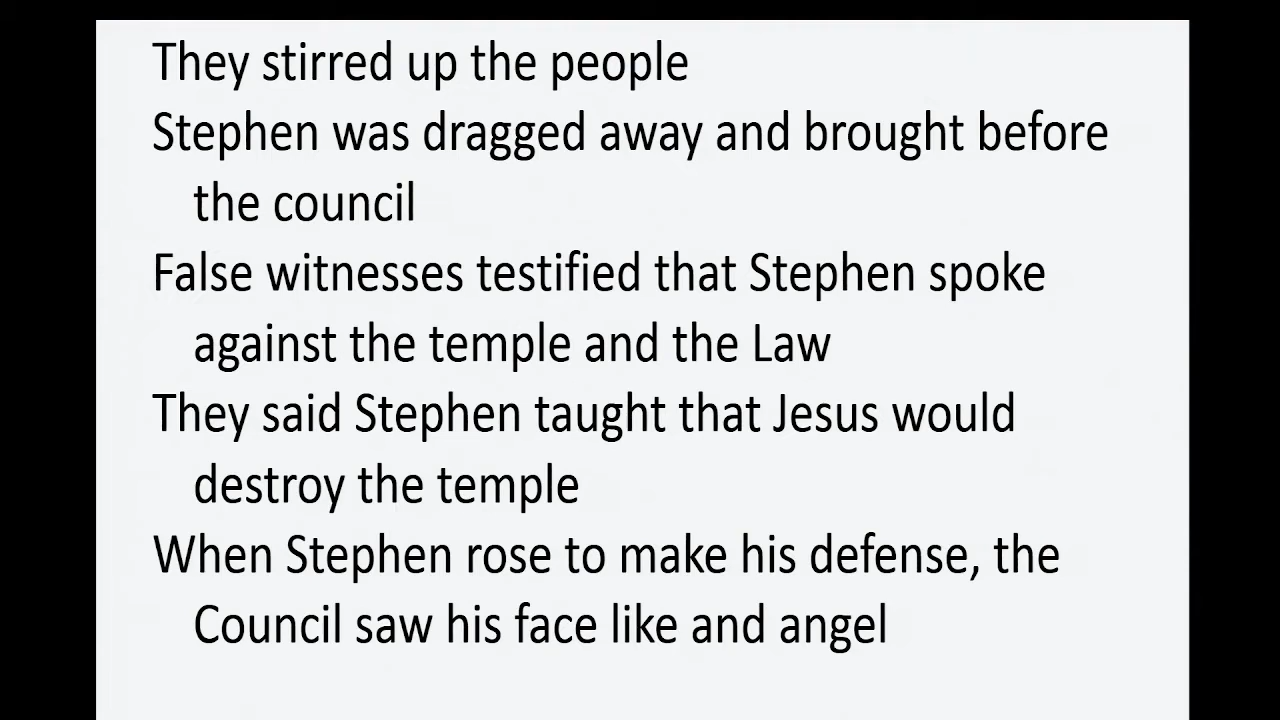 They stirred up the people
Stephen was dragged away and brought before
the council
False witnesses testified that Stephen spoke
against the temple and the Law
They said Stephen taught that Jesus would
destroy the temple
When Stephen rose to make his defense, the
Council saw his face like and angel